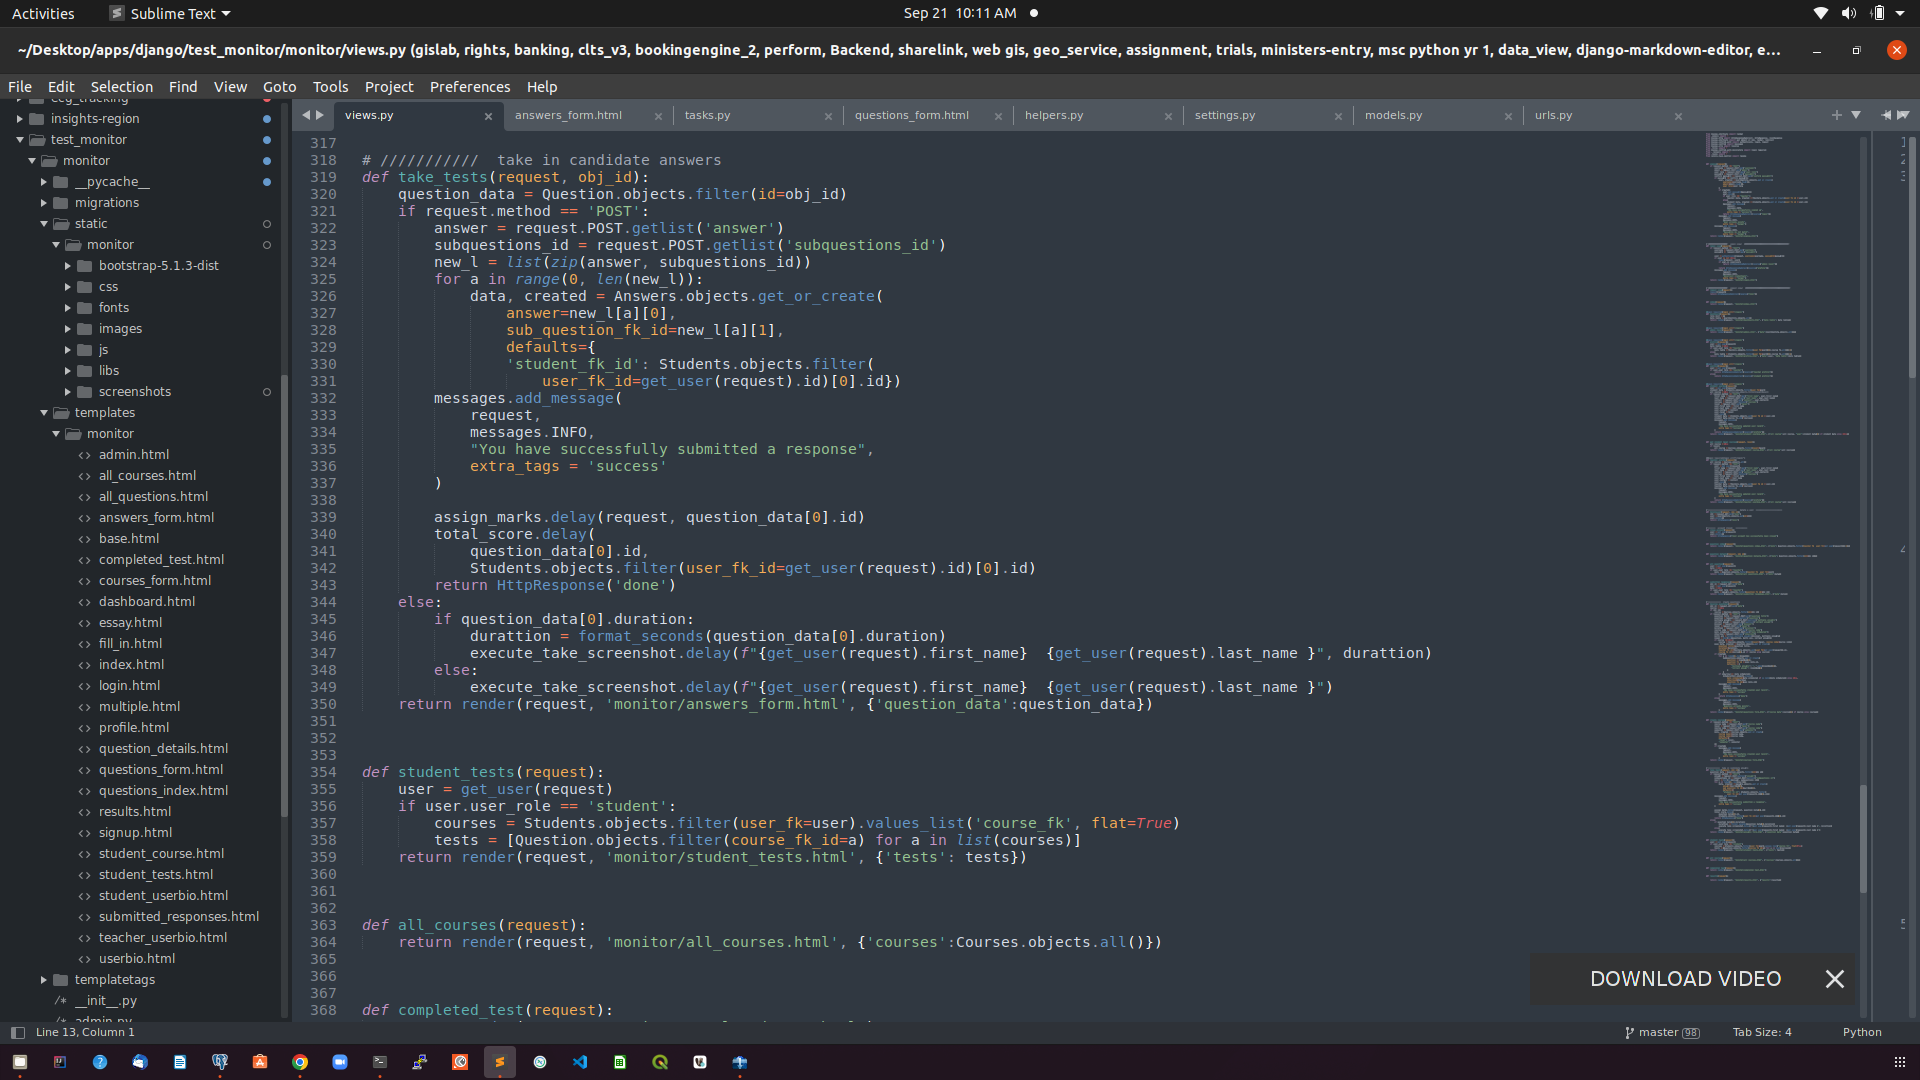 Activities
Sublime Text
Sep 21 10:11 AM
~/Desktop/apps/django/test_monitor/monitor/views.py (gislab, rights, banking, clts_v3, bookingengine_2, perform, Backend, sharelink, web gis, geo_service, assignment, trials, ministers-entry, msc python yr 1, data_view, django-markdown-editor, e...
File Edit Selection Find View Goto Tools Project Preferences Help
insights-region
test_monitor
monitor
__pycache__
migrations
static
monitor
bootstrap-5.1.3-dist
css
fonts
images
js
libs
screenshots
templates
monitor
admin.html
all_courses.html
all_questions.html
answers_form.html
base.html
completed_test.html
courses_form.html
dashboard.html
essay.html
fill_in.html
index.html
login.html
multiple.html
profile.html
question_details.html
questions_form.html
questions_index.html
results.html
signup.html
student_course.html
student_tests.html
student_userbio.html
submitted_responses.html
teacher_userbio.html
userbio.html
templatetags
/* __init__.py
views.py answers_form.html tasks.py questions_form.html helpers.py settings.py models.py urls.py
317
318 # /////////// take in candidate answers
319 def take_tests(request, obj_id):
320 question_data = Question.objects.filter(id=obj_id)
321 if request.method == 'POST':
322 answer = request.POST.getlist('answer')
323 subquestions_id = request.POST.getlist('subquestions_id')
324 new_l = list(zip(answer, subquestions_id))
325 for a in range(0, len(new_l)):
326 data, created = Answers.objects.get_or_create(
327 answer=new_l[a][0],
328 sub_question_fk_id=new_l[a][1],
329 defaults={
330 'student_fk_id': Students.objects.filter(
331 user_fk_id=get_user(request).id)[0].id})
332 messages.add_message(
333 request,
334 messages.INFO,
335 "You have successfully submitted a response",
336 extra_tags = 'success'
337 )
338
339 assign_marks.delay(request, question_data[0].id)
340 total_score.delay(
341 question_data[0].id,
342 Students.objects.filter(user_fk_id=get_user(request).id)[0].id)
343 return HttpResponse('done')
344 else:
345 if question_data[0].duration:
346 durattion = format_seconds(question_data[0].duration)
347 execute_take_screenshot.delay(f"{get_user(request).first_name}  {get_user(request).last_name }", durattion)
348 else:
349 execute_take_screenshot.delay(f"{get_user(request).first_name}  {get_user(request).last_name }")
350 return render(request, 'monitor/answers_form.html', {'question_data':question_data})
351
352
353
354 def student_tests(request):
355 user = get_user(request)
356 if user.user_role == 'student':
357 courses = Students.objects.filter(user_fk=user).values_list('course_fk', flat=True)
358 tests = [Question.objects.filter(course_fk_id=a) for a in list(courses)]
359 return render(request, 'monitor/student_tests.html', {'tests': tests})
360
361
362
363 def all_courses(request):
364 return render(request, 'monitor/all_courses.html', {'courses':Courses.objects.all()})
365
366
367
368 def completed_test(request):
DOWNLOAD VIDEO
Line 13, Column 1
master 98
Tab Size: 4
Python